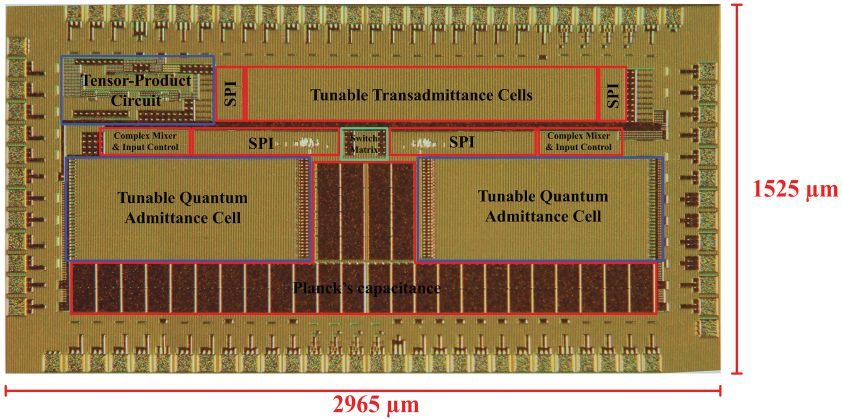 Tensor-Product
Circuit
SPI
Tunable Transadmittance Cells
SPI
Complex Mixer
& Input Control
SPI
Switch
Matrix
SPI
Complex Mixer
& Input Control
Tunable Quantum
Admittance Cell
Tunable Quantum
Admittance Cell
Planck's capacitance
1525 µm
2965 µm